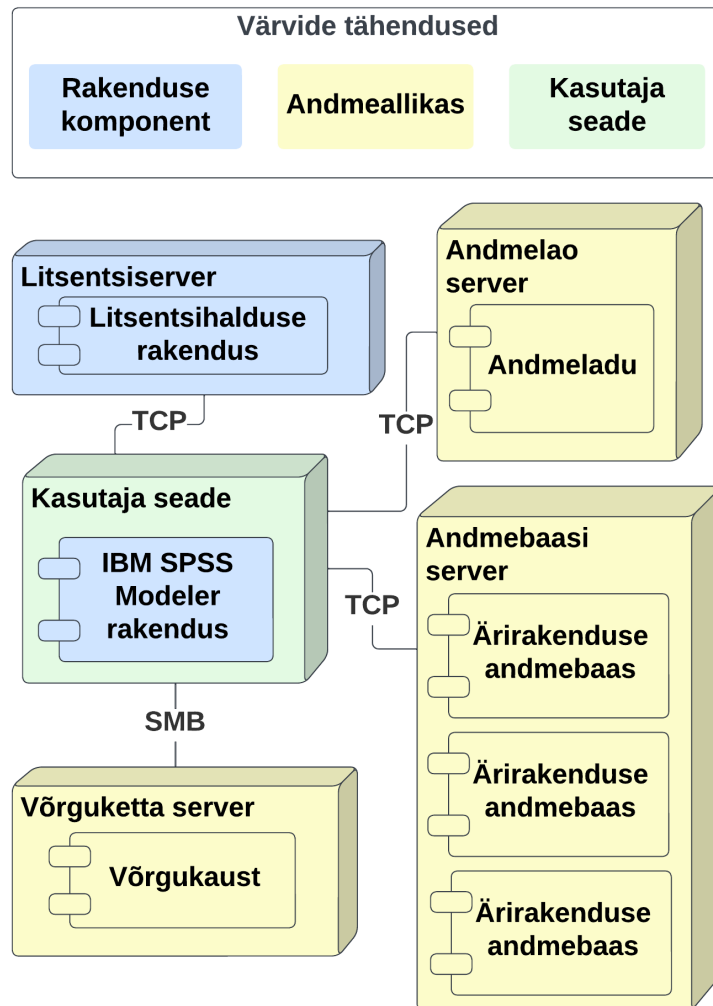 Värvide tähendused
Rakenduse
komponent
Andmeallikas
Kasutaja
seade
Litsentsiserver
Litsentsihalduse
rakendus
TCP
Andmelao
server
Andmeladu
TCP
Kasutaja seade
IBM SPSS
Modeler
rakendus
TCP
Andmebaasi
server
Ärirakenduse
andmebaas
Ärirakenduse
andmebaas
Ärirakenduse
andmebaas
SMB
Võrguketta server
Võrgukaust